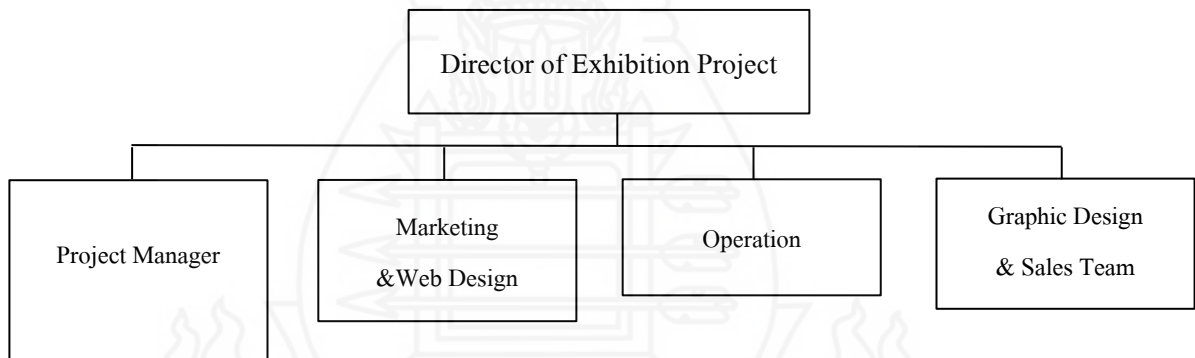 Director of Exhibition Project
Project Manager
Marketing
&Web Design
Operation
Graphic Design
& Sales Team